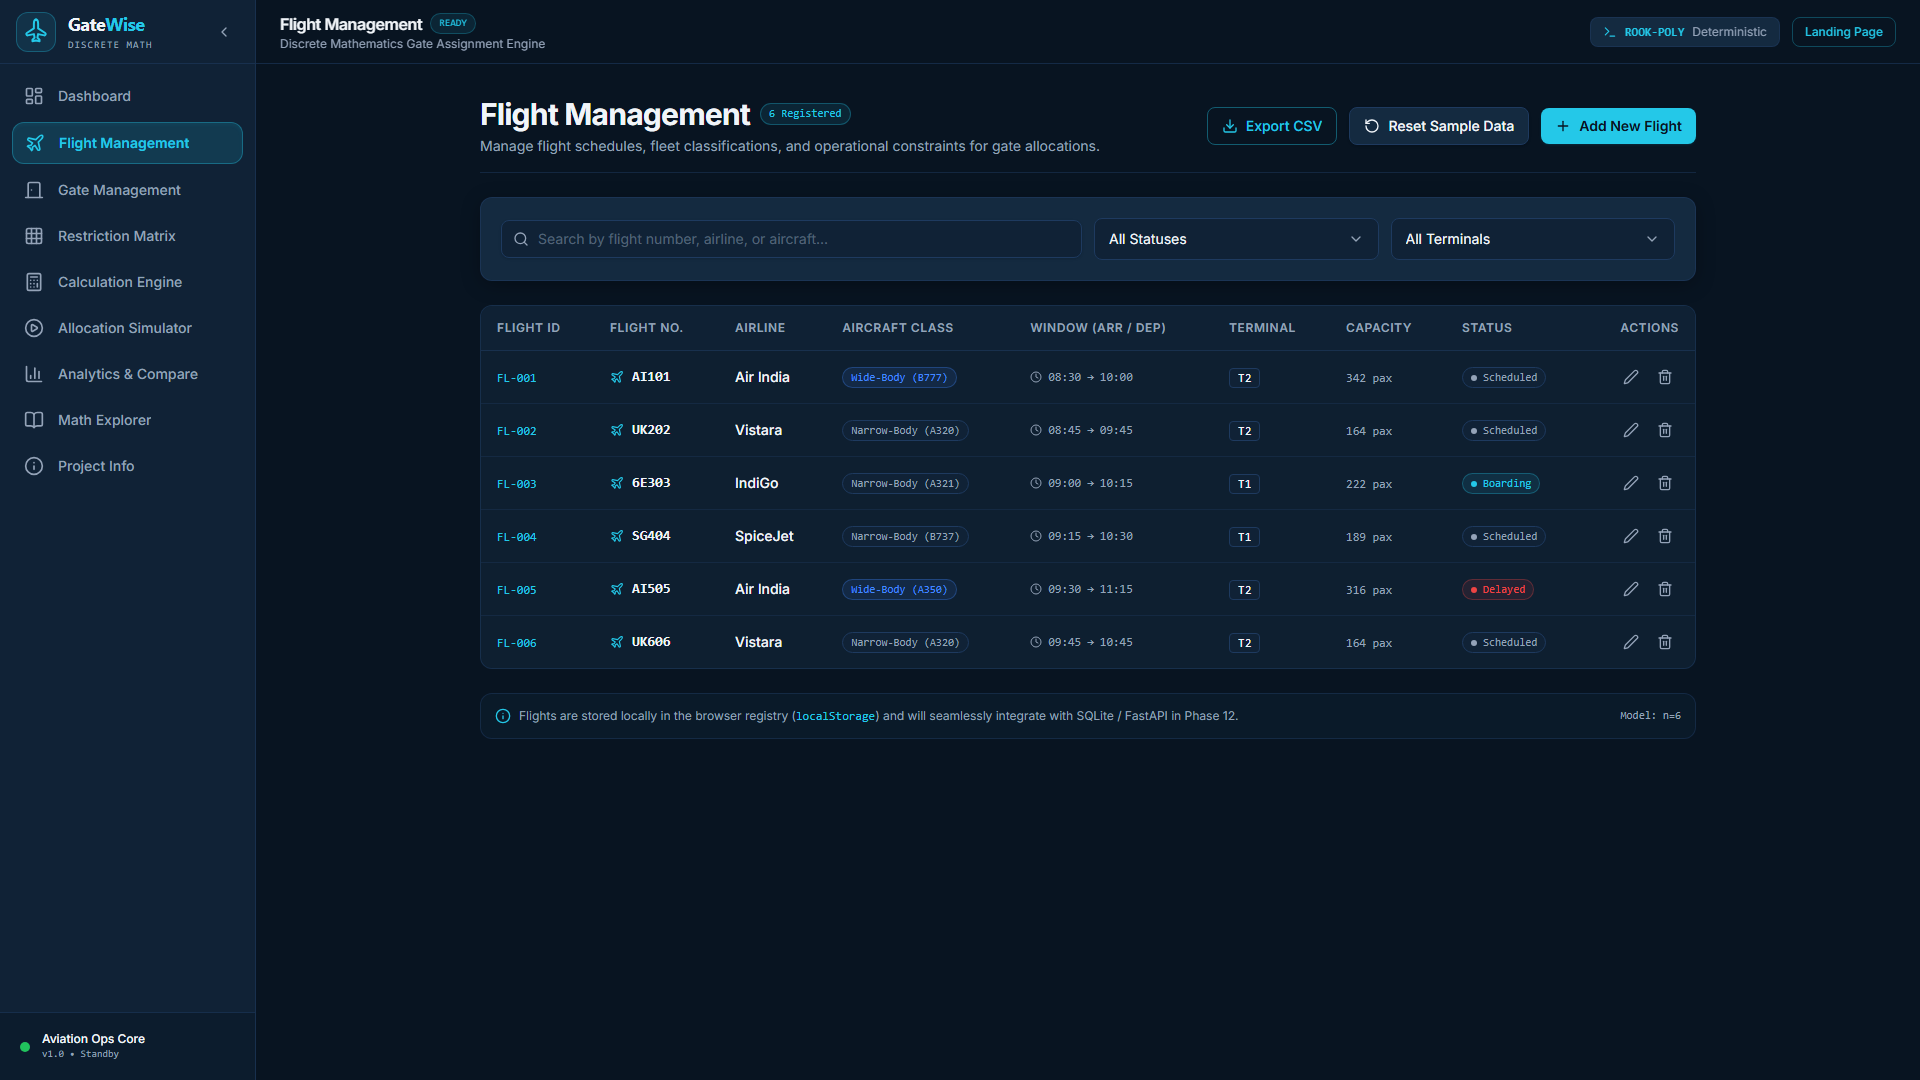 GateWise
DISCRETE MATH
Dashboard
Flight Management
Gate Management
Restriction Matrix
Calculation Engine
Allocation Simulator
Analytics & Compare
Math Explorer
Project Info
Aviation Ops Core
v1.0 • Standby
Flight Management READY
Discrete Mathematics Gate Assignment Engine
ROOK-POLY Deterministic
Landing Page
Flight Management 6 Registered
Manage flight schedules, fleet classifications, and operational constraints for gate allocations.
Export CSV
Reset Sample Data
+ Add New Flight
Search by flight number, airline, or aircraft...
All Statuses
All Terminals
FLIGHT ID FLIGHT NO. AIRLINE AIRCRAFT CLASS WINDOW (ARR / DEP) TERMINAL CAPACITY STATUS ACTIONS
FL-001 AI101 Air India Wide-Body (B777) 08:30 → 10:00 T2 342 pax Scheduled
FL-002 UK202 Vistara Narrow-Body (A320) 08:45 → 09:45 T2 164 pax Scheduled
FL-003 6E303 IndiGo Narrow-Body (A321) 09:00 → 10:15 T1 222 pax Boarding
FL-004 SG404 SpiceJet Narrow-Body (B737) 09:15 → 10:30 T1 189 pax Scheduled
FL-005 AI505 Air India Wide-Body (A350) 09:30 → 11:15 T2 316 pax Delayed
FL-006 UK606 Vistara Narrow-Body (A320) 09:45 → 10:45 T2 164 pax Scheduled
Flights are stored locally in the browser registry (localStorage) and will seamlessly integrate with SQLite / FastAPI in Phase 12.
Model: n=6